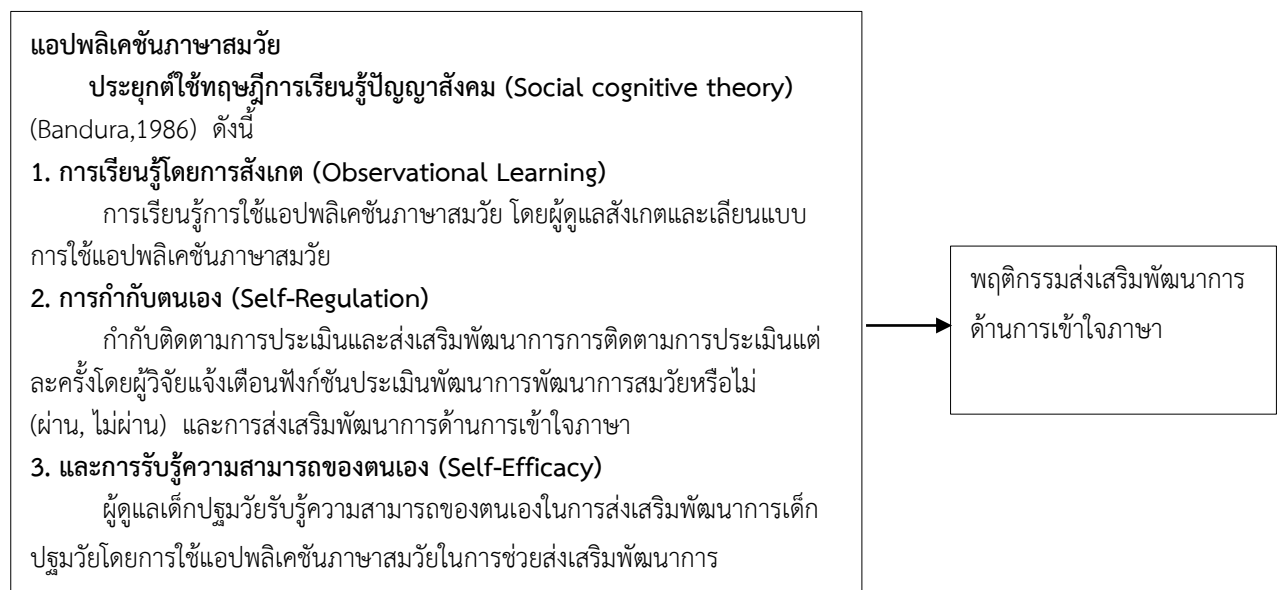 แอปพลิเคชันภาษาสมวัย
ประยุกต์ใช้ทฤษฎีการเรียนรู้ปัญญาสังคม (Social cognitive theory)
(Bandura,1986) ดังนี้
1. การเรียนรู้โดยการสังเกต (Observational Learning)
การเรียนรู้การใช้แอปพลิเคชันภาษาสมวัย โดยผู้ดูแลสังเกตและเลียนแบบ
การใช้แอปพลิเคชันภาษาสมวัย
2. การกำกับตนเอง (Self-Regulation)
กำกับติดตามการประเมินและส่งเสริมพัฒนาการการติดตามการประเมินแต่
ละครั้งโดยผู้วิจัยแจ้งเตือนฟังก์ชันประเมินพัฒนาการพัฒนาการสมวัยหรือไม่
(ผ่าน, ไม่ผ่าน) และการส่งเสริมพัฒนาการด้านการเข้าใจภาษา
3. และการรับรู้ความสามารถของตนเอง (Self-Efficacy)
ผู้ดูแลเด็กปฐมวัยรับรู้ความสามารถของตนเองในการส่งเสริมพัฒนาการเด็ก
ปฐมวัยโดยการใช้แอปพลิเคชันภาษาสมวัยในการช่วยส่งเสริมพัฒนาการ
พฤติกรรมส่งเสริมพัฒนาการ
ด้านการเข้าใจภาษา